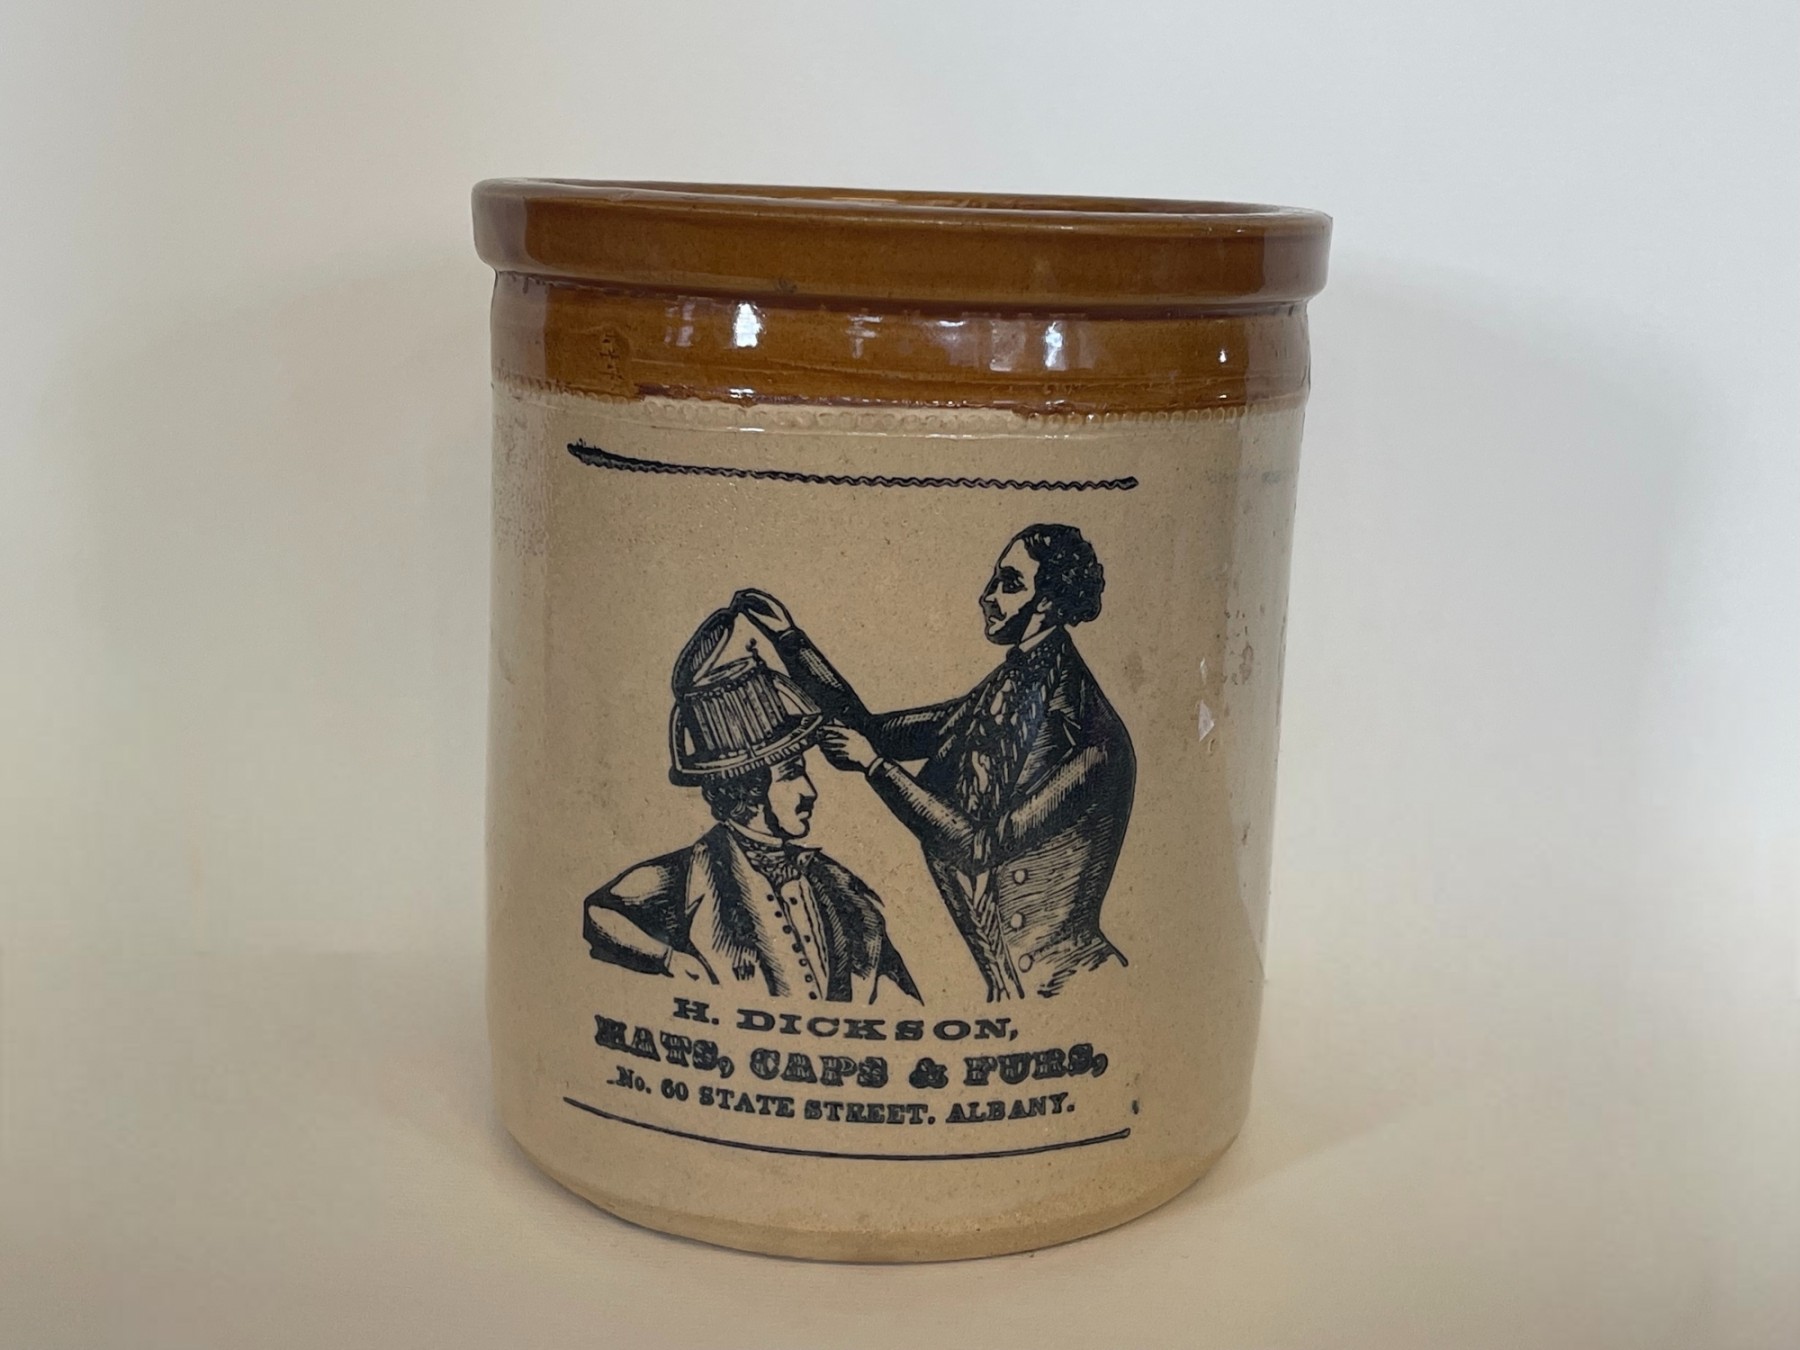 H. DICKSON,
HATS, CAPS & FURS,
No. 60 STATE STREET. ALBANY.